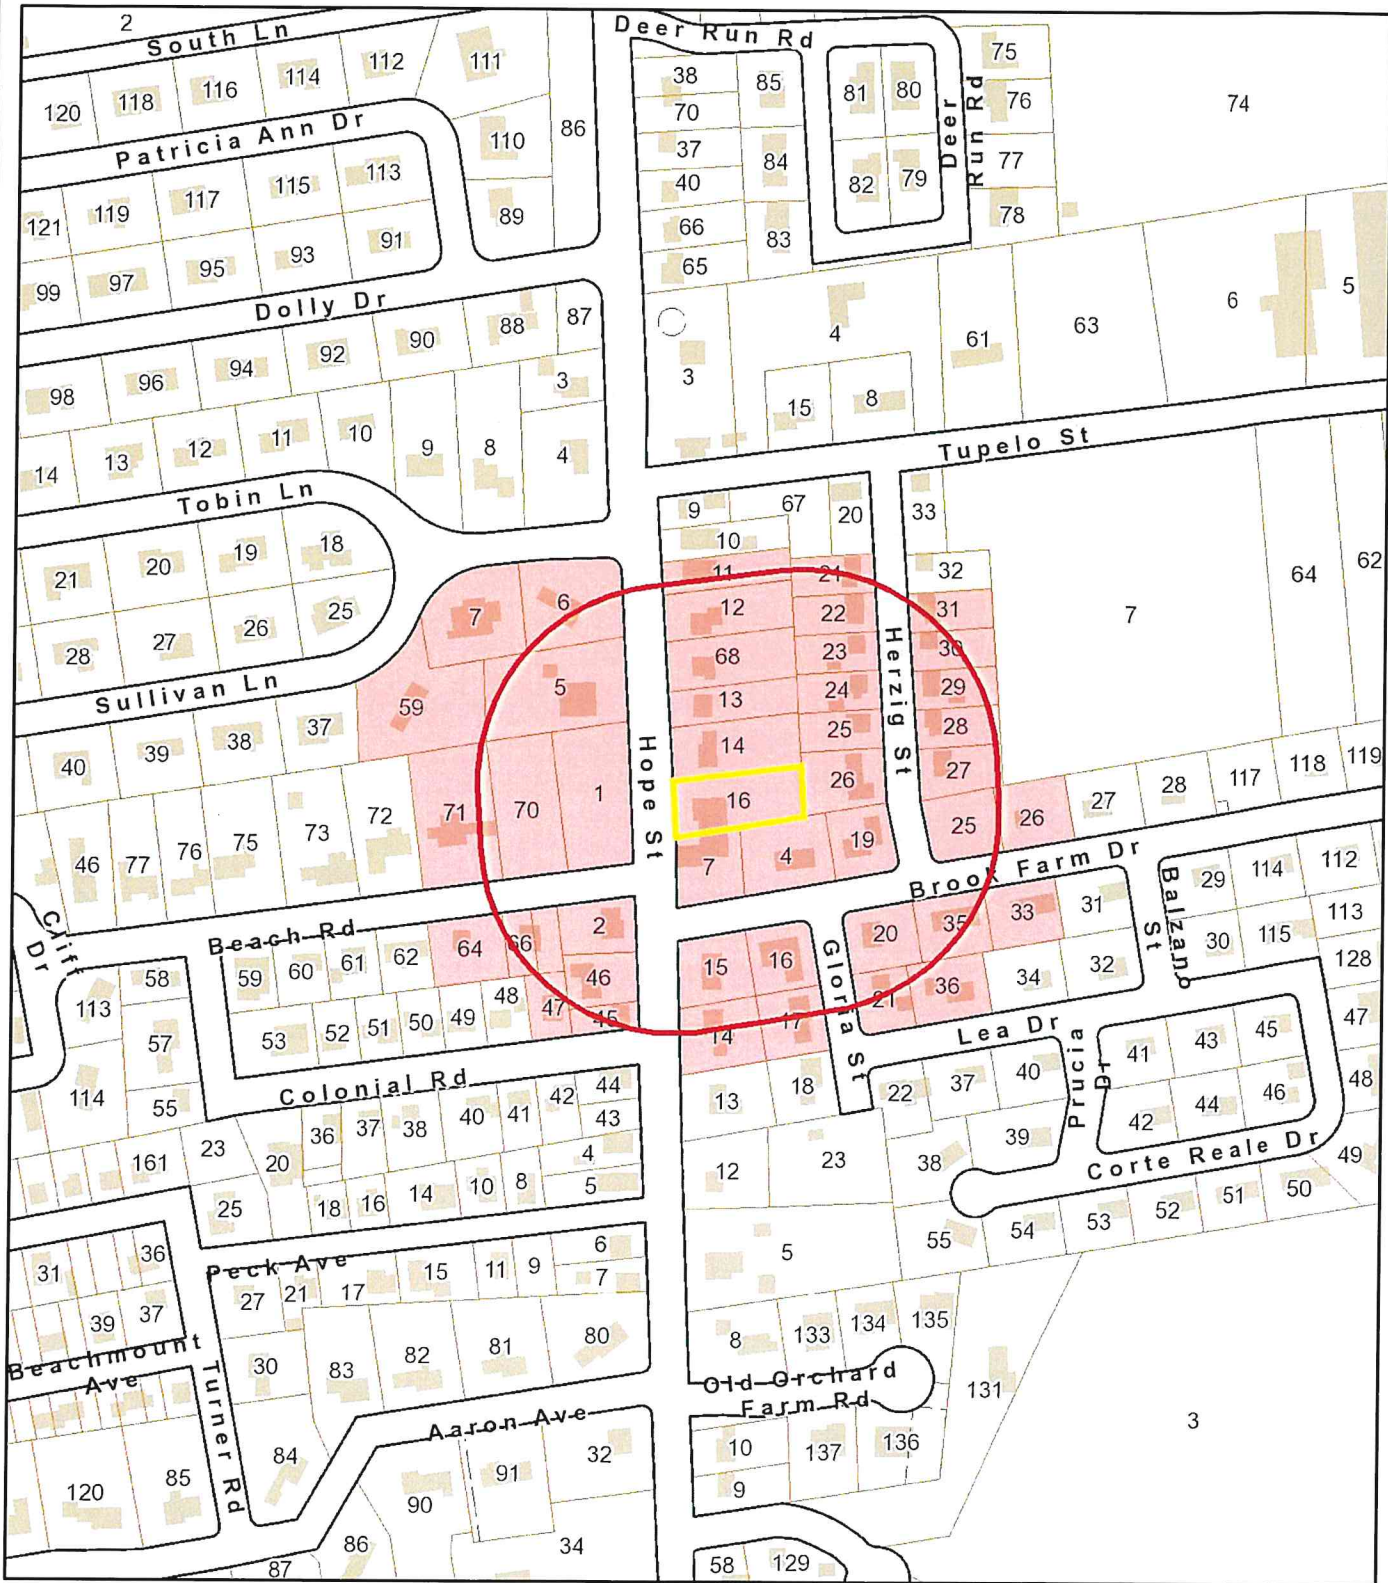 2
South Ln
Deer Run Rd
120 118 116 114 112 111
38 85 81 80 75
70 76 74
Deer
Run Rd
Patricia Ann Dr
110 86
37 84 77
121 119 117 115 113
40 82 79
89 66 83 78
99 97 95 93 91
65
Dolly Dr
98 96 94 92 90 88 87
3 4 61 63 6 5
3
15 8
14 13 12 11 10 9 8 4
Tupelo St
Tobin Ln
9 67 20 33
10
21 20 19 18
11 21 32
7 64 62
28 27 26 25
7 6 12 22 31
68 23 30
Herzig St
Sullivan Ln
59 5 13 24 29
40 39 38 37
14 25 28
Hope St
46 77 76 75 73 72 71 70 1
16 26 27
25 26 27 28 117 118 119
7 4 19
Brook Farm Dr
Clift
Dr
Beach Rd
59 60 61 62 64 66 2
15 16 20 35 33 31
Balzano
St
29 114 112
30 115 113
Gloria St
58
113
53 52 51 50 49 48 47 46
45
14 17 21 36 34 32
128
57
Lea Dr
Colonial Rd
114 55
13 18 22 37 40
Prucia
Dr
41 43 45
47
42 44 46
48
36 37 38 40 41 42 44
43
161 23 20
4
12 23 38 39
Corte Reale Dr
49
25 18 16 14 10 8 5
5 55 54 53 52 51 50
31 36
Peck Ave
27 21 17 15 11 9 6
7
39 37
Beachmount
Ave
30 83 82 81 80
8 133 134 135
Turner Rd
Old Orchard
Farm Rd
131
3
Aaron Ave
120 85 84
90 91 32
10 137 136
9
86 87 34
58 129